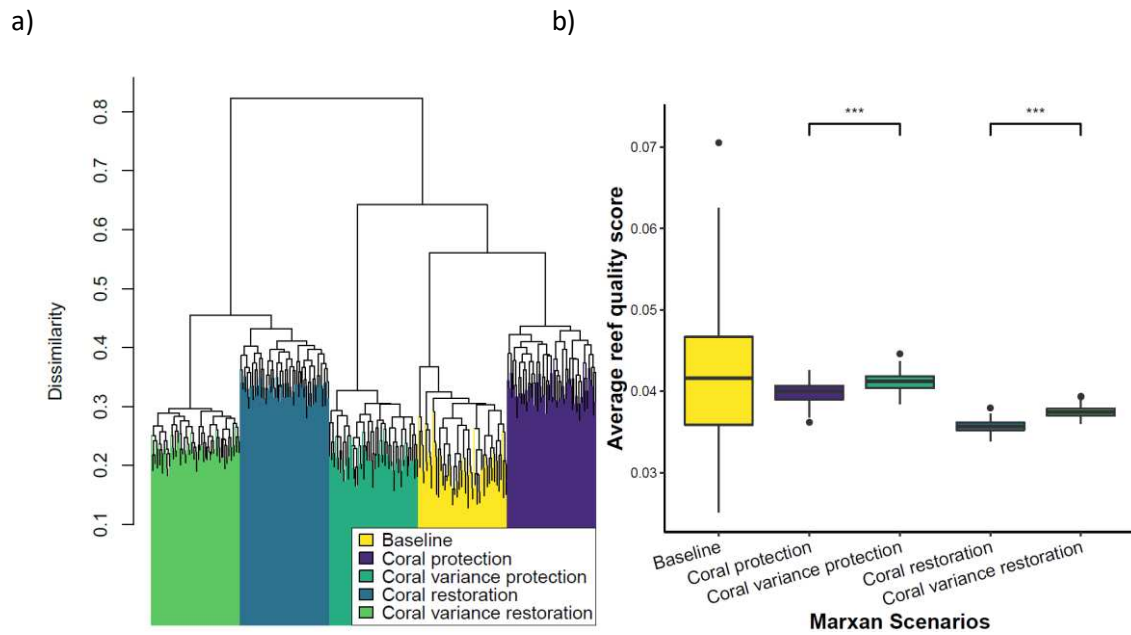 a)
b)
Dissimilarity
0.8
0.7
0.6
0.5
0.4
0.3
0.2
0.1
Baseline
Coral protection
Coral variance protection
Coral restoration
Coral variance restoration
Average reef quality score
0.07
0.06
0.05
0.04
0.03
***
***
Baseline
Coral protection
Coral variance protection
Coral restoration
Coral variance restoration
Marxan Scenarios